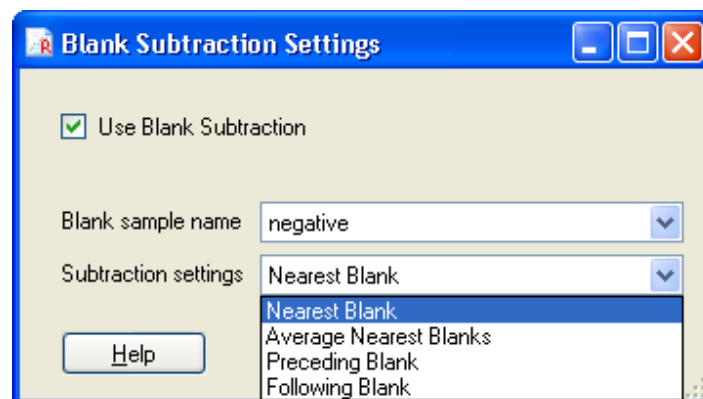 Blank Subtraction Settings
Use Blank Subtraction
Blank sample name negative
Subtraction settings Nearest Blank
Nearest Blank
Average Nearest Blanks
Preceding Blank
Following Blank
Help